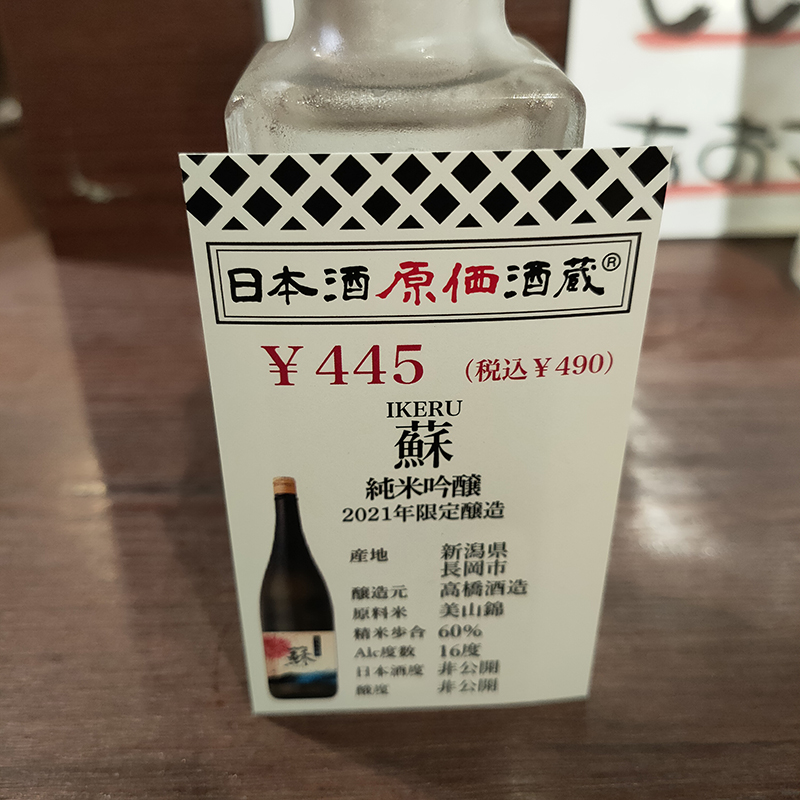 日本酒原価酒蔵®
¥445 (税込¥490)
IKERU
蘇
純米吟醸
2021年限定醸造
産地 新潟県
長岡市
醸造元 高橋酒造
原料米 美山錦
精米歩合 60%
Alc度数 16度
日本酒度 非公開
酸度 非公開
蘇